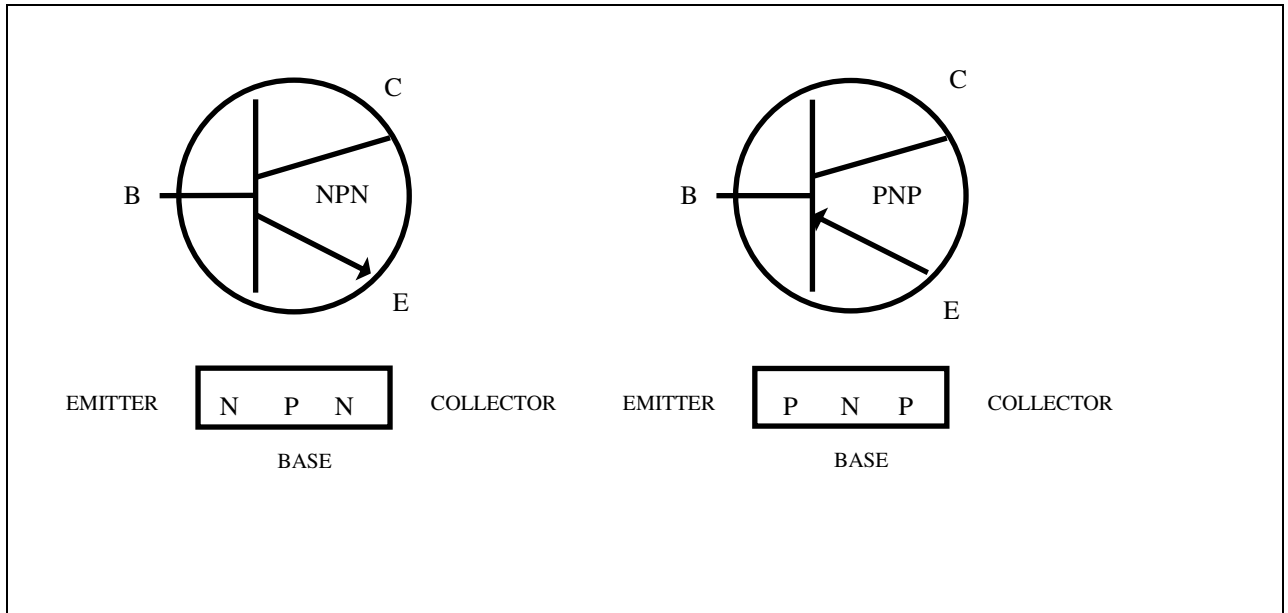 C
B
NPN
E
EMITTER N P N COLLECTOR
BASE
C
B
PNP
E
EMITTER P N P COLLECTOR
BASE